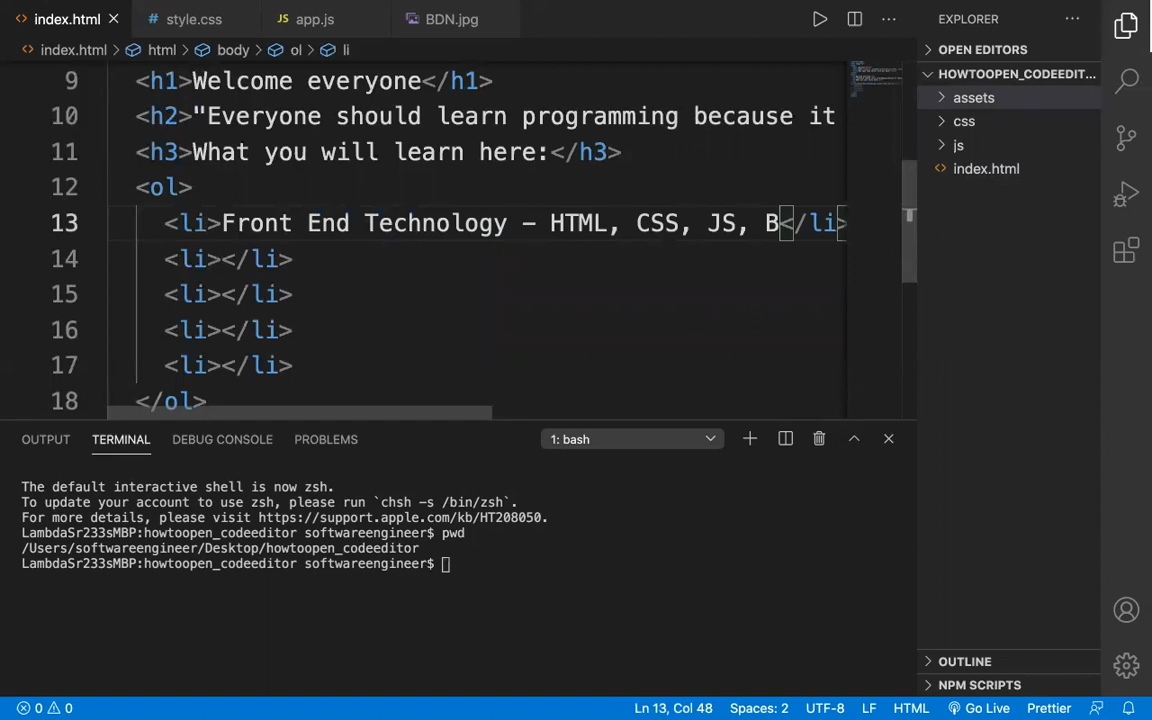 index.html style.css app.js BDN.jpg EXPLORER
index.html > html > body > ol > li
OPEN EDITORS
HOWTOOPEN_CODEEDIT...
assets
css
js
index.html
9 <h1>Welcome everyone</h1>
10 <h2>"Everyone should learn programming because it
11 <h3>What you will learn here:</h3>
12 <ol>
13 <li>Front End Technology - HTML, CSS, JS, B</li>
14 <li></li>
15 <li></li>
16 <li></li>
17 <li></li>
18 </ol>
OUTPUT TERMINAL DEBUG CONSOLE PROBLEMS 1: bash
The default interactive shell is now zsh.
To update your account to use zsh, please run `chsh -s /bin/zsh`.
For more details, please visit https://support.apple.com/kb/HT208050.
LambdaSr233sMBP:howtoopen_codeeditor softwareengineer$ pwd
/Users/softwareengineer/Desktop/howtoopen_codeeditor
LambdaSr233sMBP:howtoopen_codeeditor softwareengineer$
OUTLINE
NPM SCRIPTS
0 0 Ln 13, Col 48 Spaces: 2 UTF-8 LF HTML Go Live Prettier